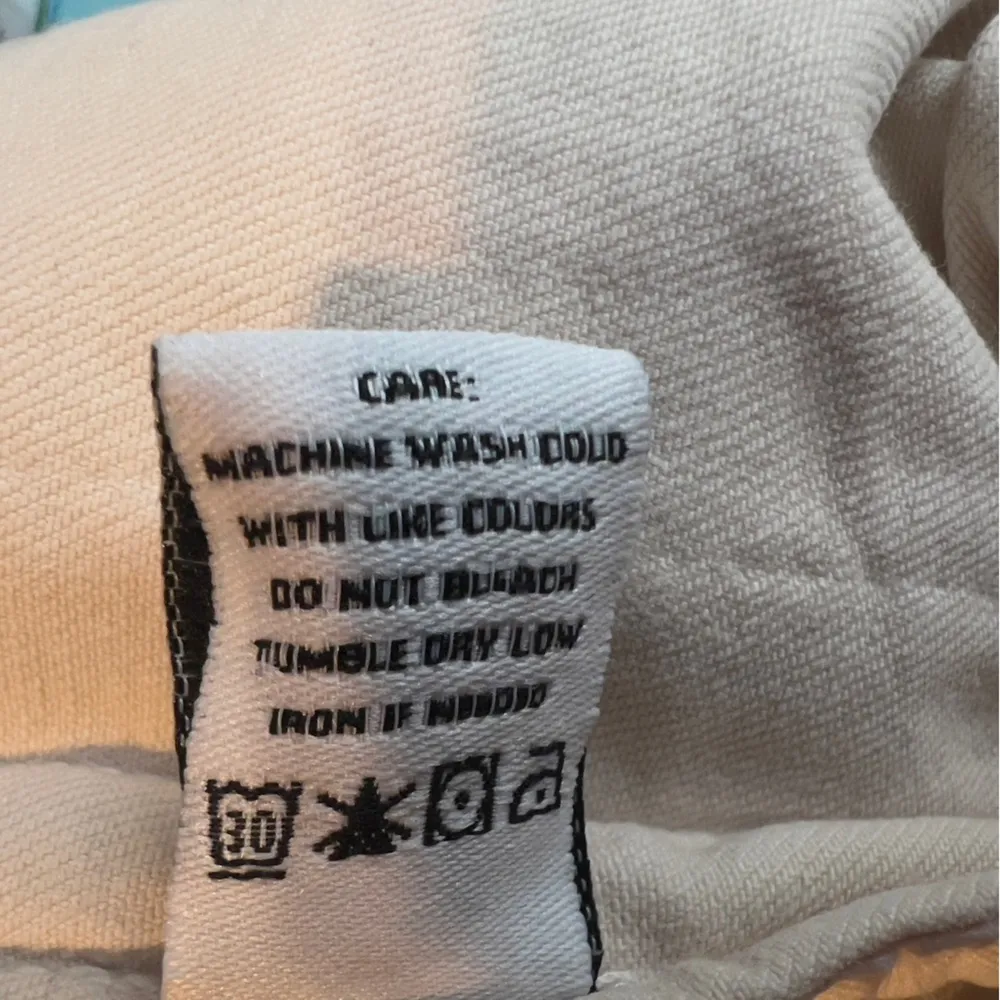 CARE:
MACHINE WASH COLD
WITH LIKE COLORS
DO NOT BLEACH
TUMBLE DRY LOW
IRON IF NEEDED
30